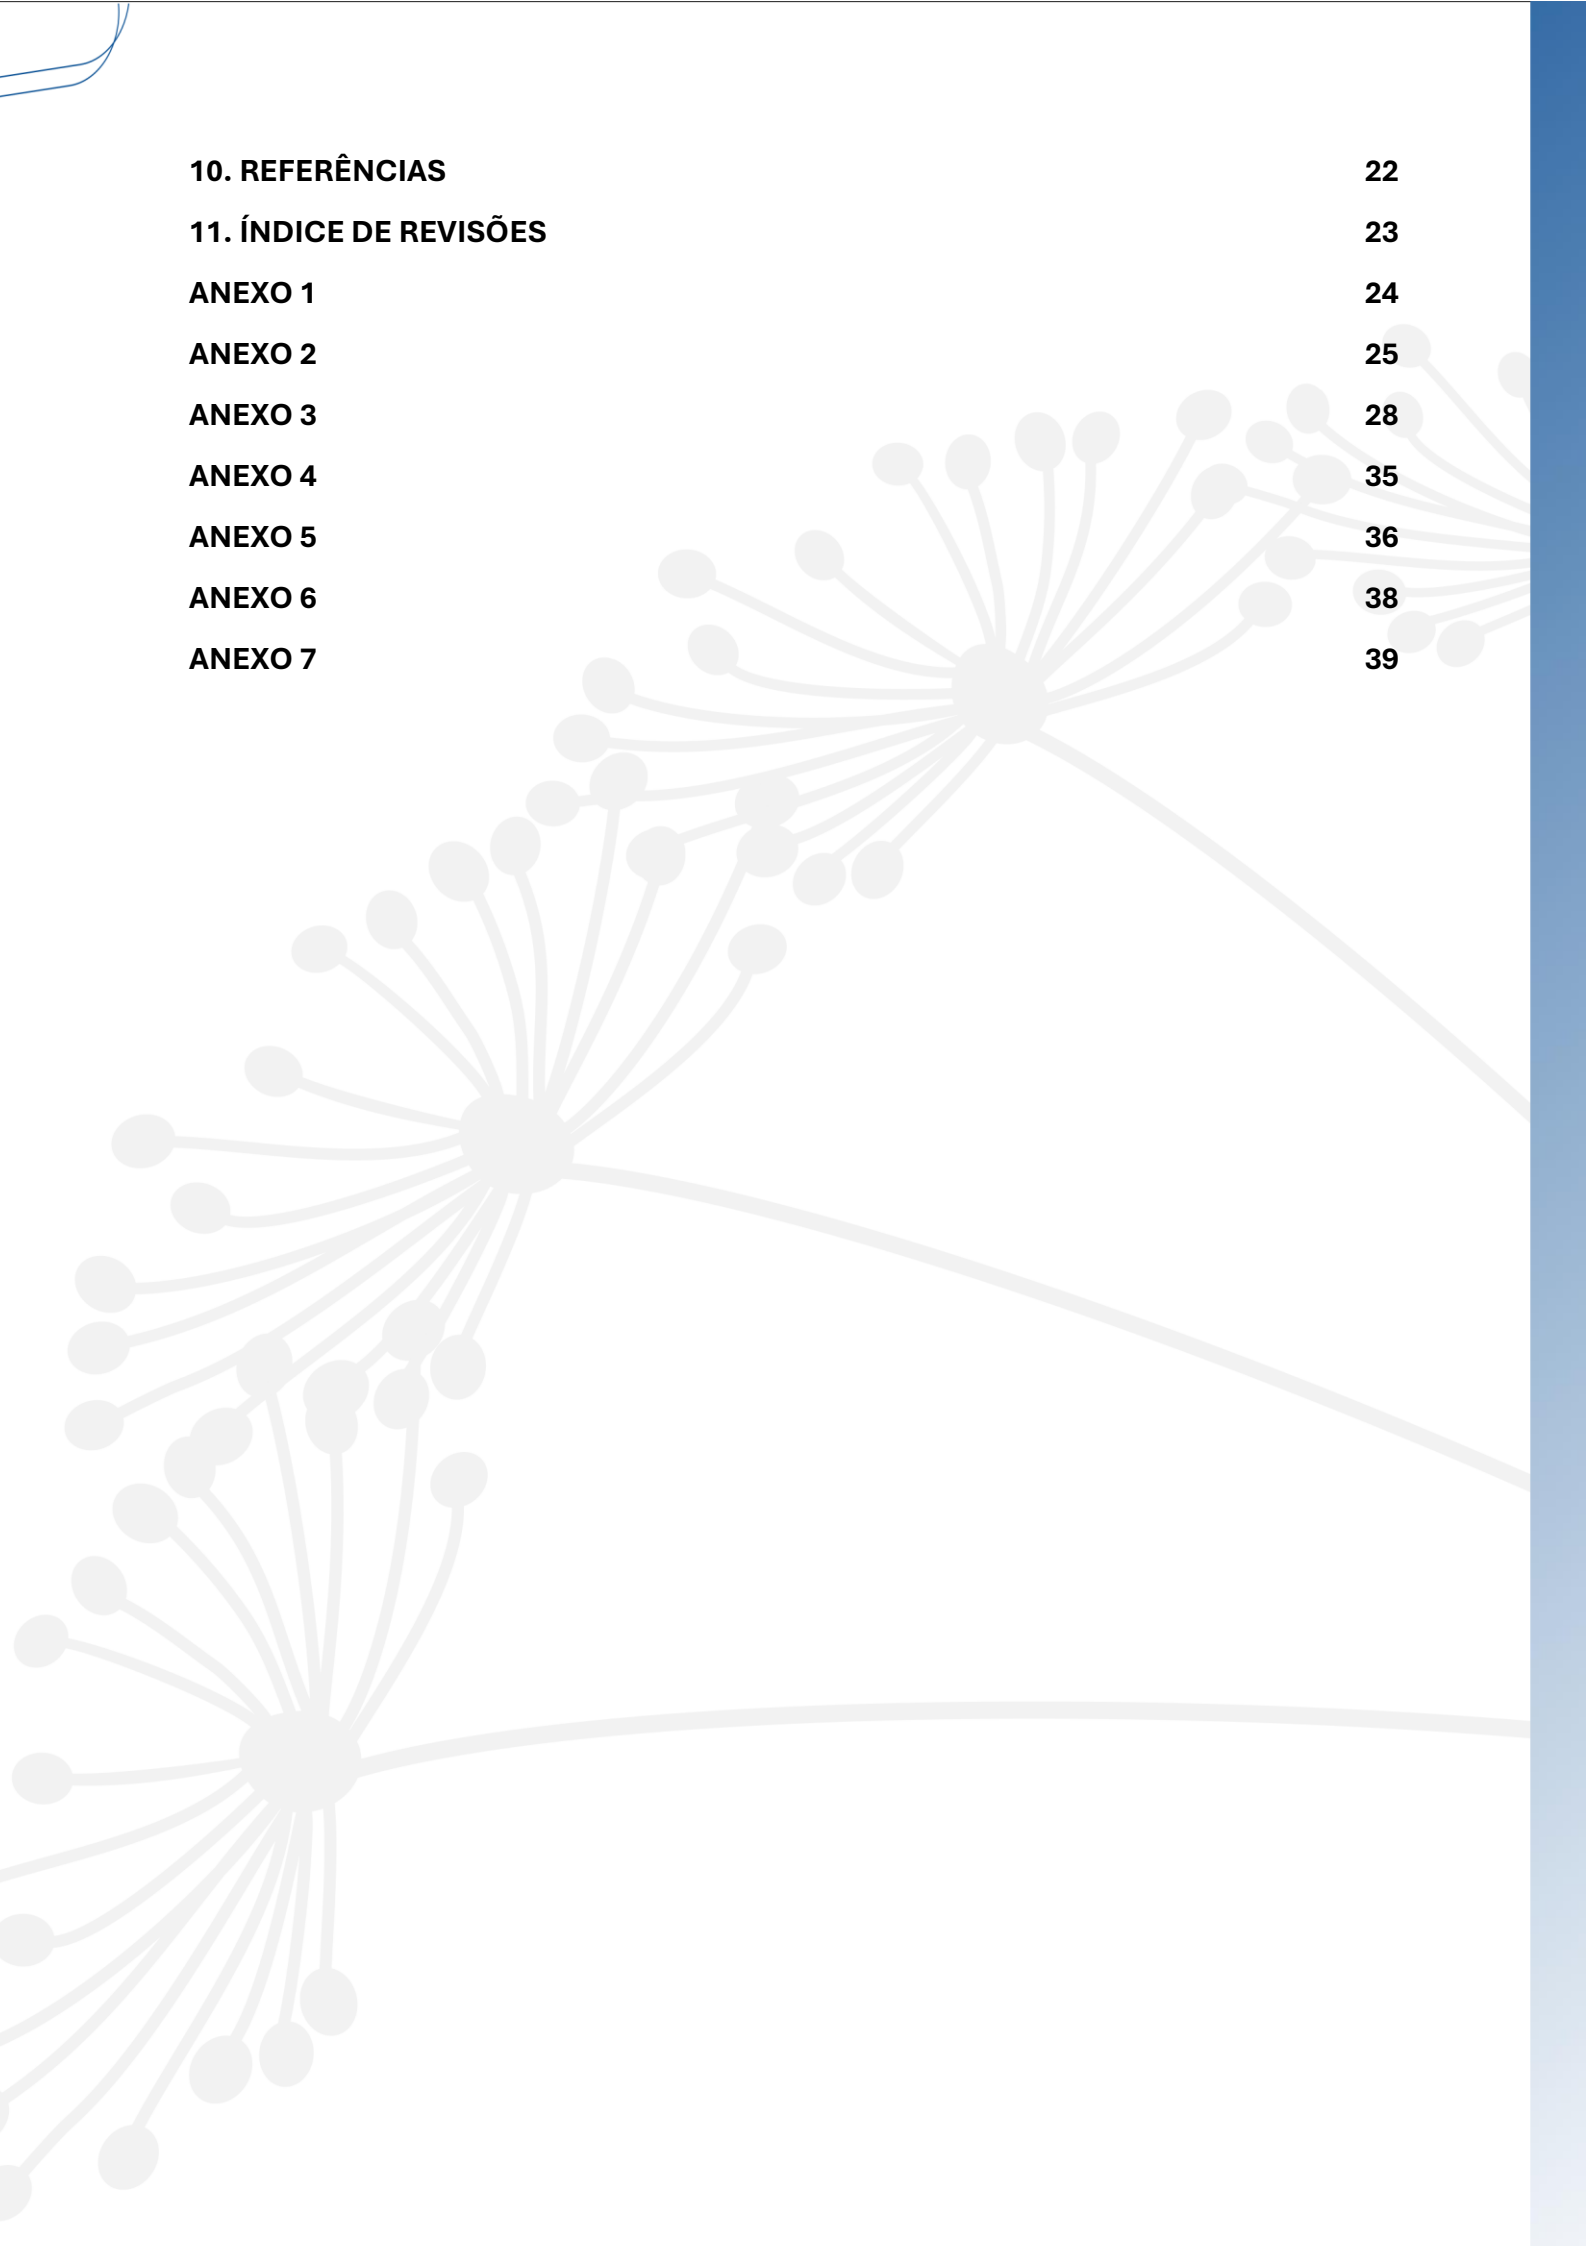 10. REFERÊNCIAS 22
11. ÍNDICE DE REVISÕES 23
ANEXO 1 24
ANEXO 2 25
ANEXO 3 28
ANEXO 4 35
ANEXO 5 36
ANEXO 6 38
ANEXO 7 39